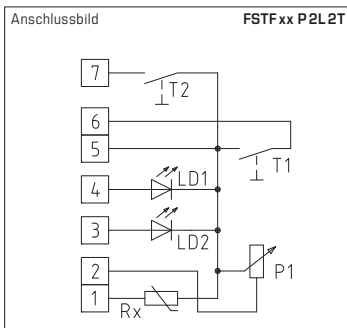 Anschlussbild FSTFxx P2L2T
7
T2
6
5
T1
4
LD1
3
LD2
2
P1
1
Rx